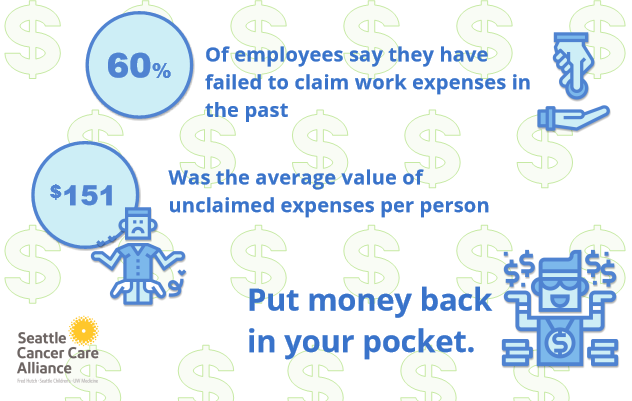 60%
Of employees say they have
failed to claim work expenses in
the past
$151
Was the average value of
unclaimed expenses per person
Put money back
in your pocket.
Seattle
Cancer Care
Alliance
Fred Hutch · Seattle Children's · UW Medicine